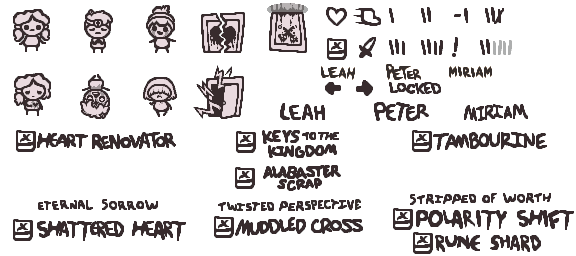 LEAH PETER MIRIAM
LOCKED
LEAH PETER MIRIAM
HEART RENOVATOR
KEYS TO THE
KINGDOM
TAMBOURINE
ALABASTER
SCRAP
ETERNAL SORROW
TWISTED PERSPECTIVE
STRIPPED OF WORTH
SHATTERED HEART
MUDDLED CROSS
POLARITY SHIFT
RUNE SHARD